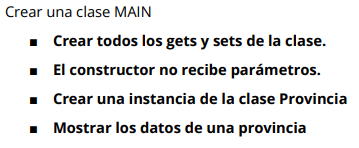 Crear una clase MAIN
▪ Crear todos los gets y sets de la clase.
▪ El constructor no recibe parámetros.
▪ Crear una instancia de la clase Provincia
▪ Mostrar los datos de una provincia